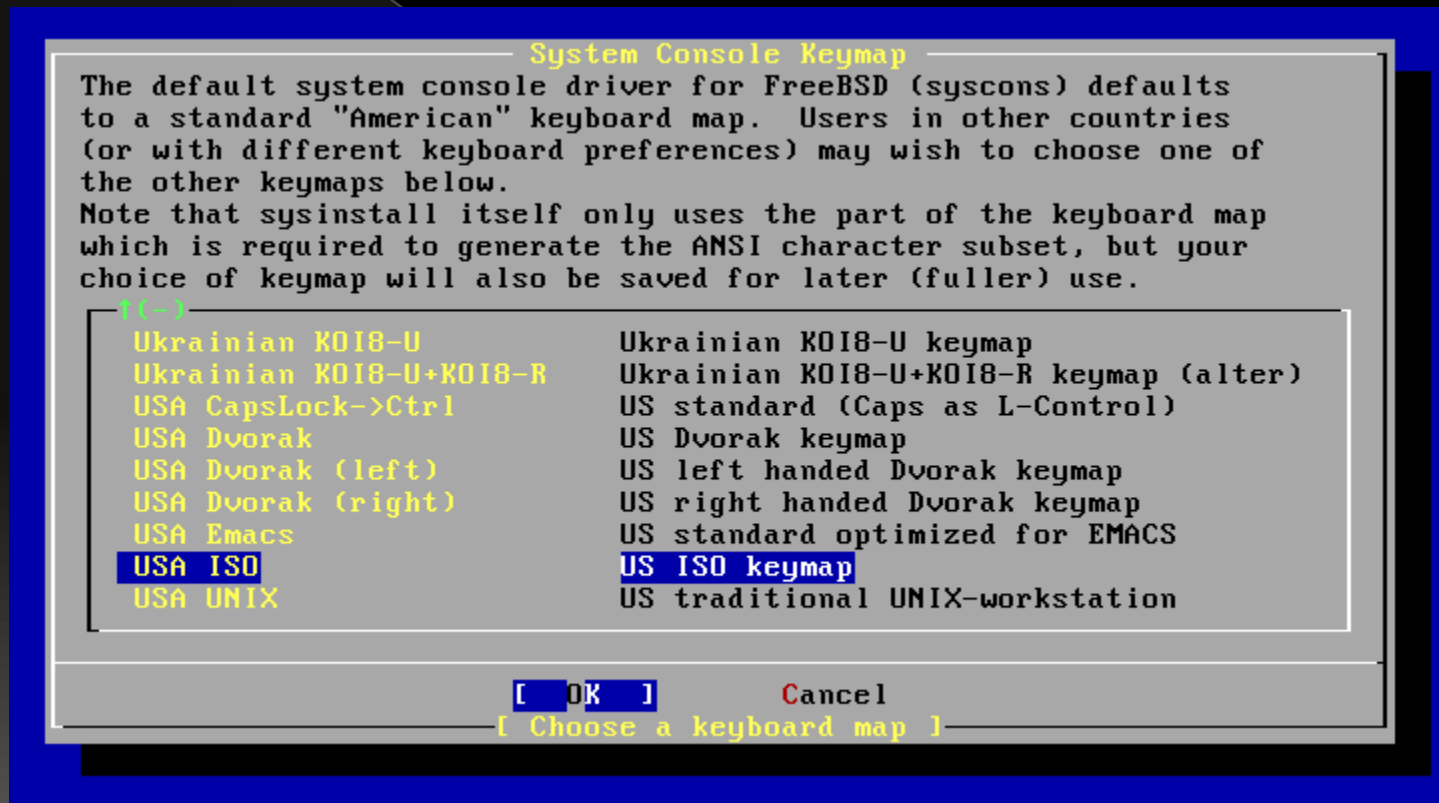 System Console Keymap
The default system console driver for FreeBSD (syscons) defaults
to a standard "American" keyboard map.  Users in other countries
(or with different keyboard preferences) may wish to choose one of
the other keymaps below.
Note that sysinstall itself only uses the part of the keyboard map
which is required to generate the ANSI character subset, but your
choice of keymap will also be saved for later (fuller) use.
↑(-)
Ukrainian KOI8-U Ukrainian KOI8-U keymap
Ukrainian KOI8-U+KOI8-R Ukrainian KOI8-U+KOI8-R keymap (alter)
USA CapsLock->Ctrl US standard (Caps as L-Control)
USA Dvorak US Dvorak keymap
USA Dvorak (left) US left handed Dvorak keymap
USA Dvorak (right) US right handed Dvorak keymap
USA Emacs US standard optimized for EMACS
USA ISO US ISO keymap
USA UNIX US traditional UNIX-workstation
[ OK ] Cancel
[ Choose a keyboard map ]